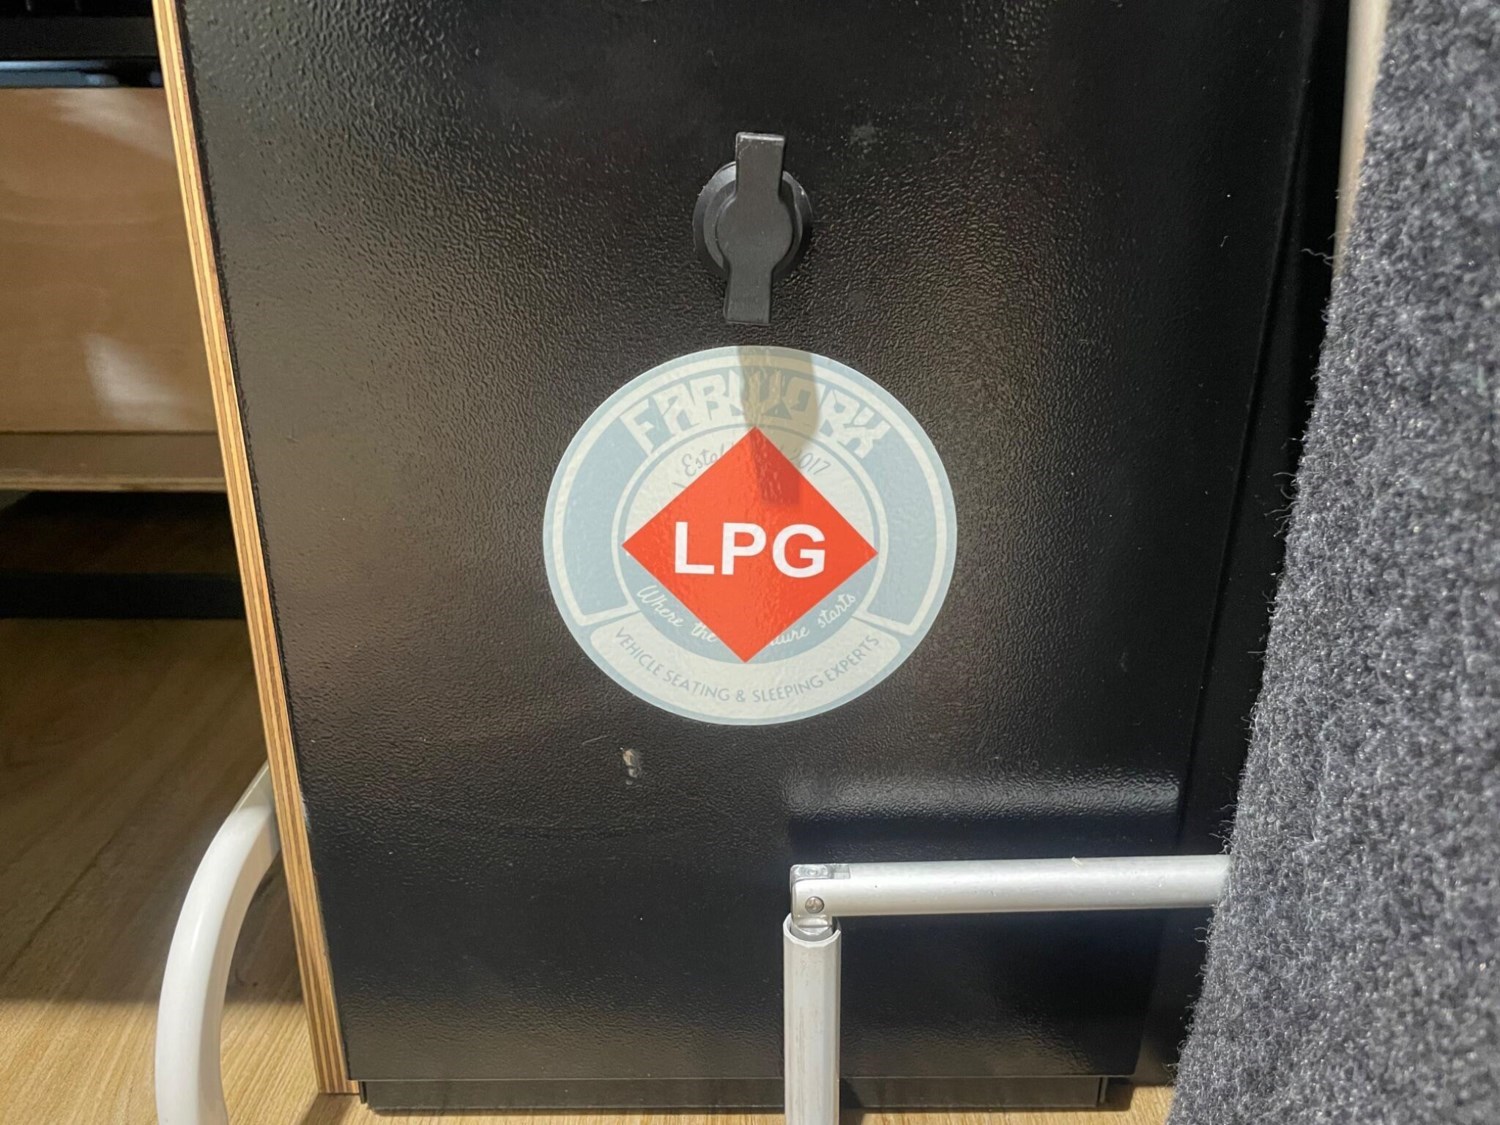 FABWORX
2017
LPG
Where the
starts
VEHICLE SEATING & SLEEPING EXPERTS